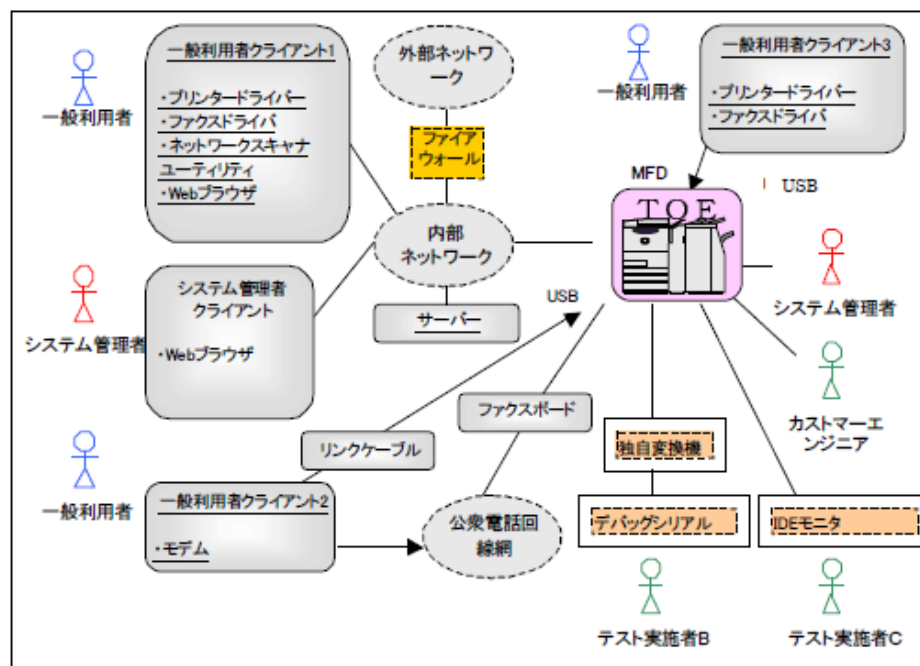 一般利用者クライアント1
・プリンタードライバー
・ファクスドライバ
・ネットワークスキャナ
ユーティリティ
・Webブラウザ
一般利用者
外部ネットワ
ーク
ファイア
ウォール
内部
ネットワーク
サーバー
一般利用者
一般利用者クライアント3
・プリンタードライバー
・ファクスドライバ
MFD
USB
TOE
システム管理者
クライアント
・Webブラウザ
システム管理者
USB
システム管理者
カストマーエ
ンジニア
ファクスボード
リンクケーブル
独自変換機
一般利用者
一般利用者クライアント2
・モデム
公衆電話回
線網
デバッグシリアル
IDEモニタ
テスト実施者B
テスト実施者C